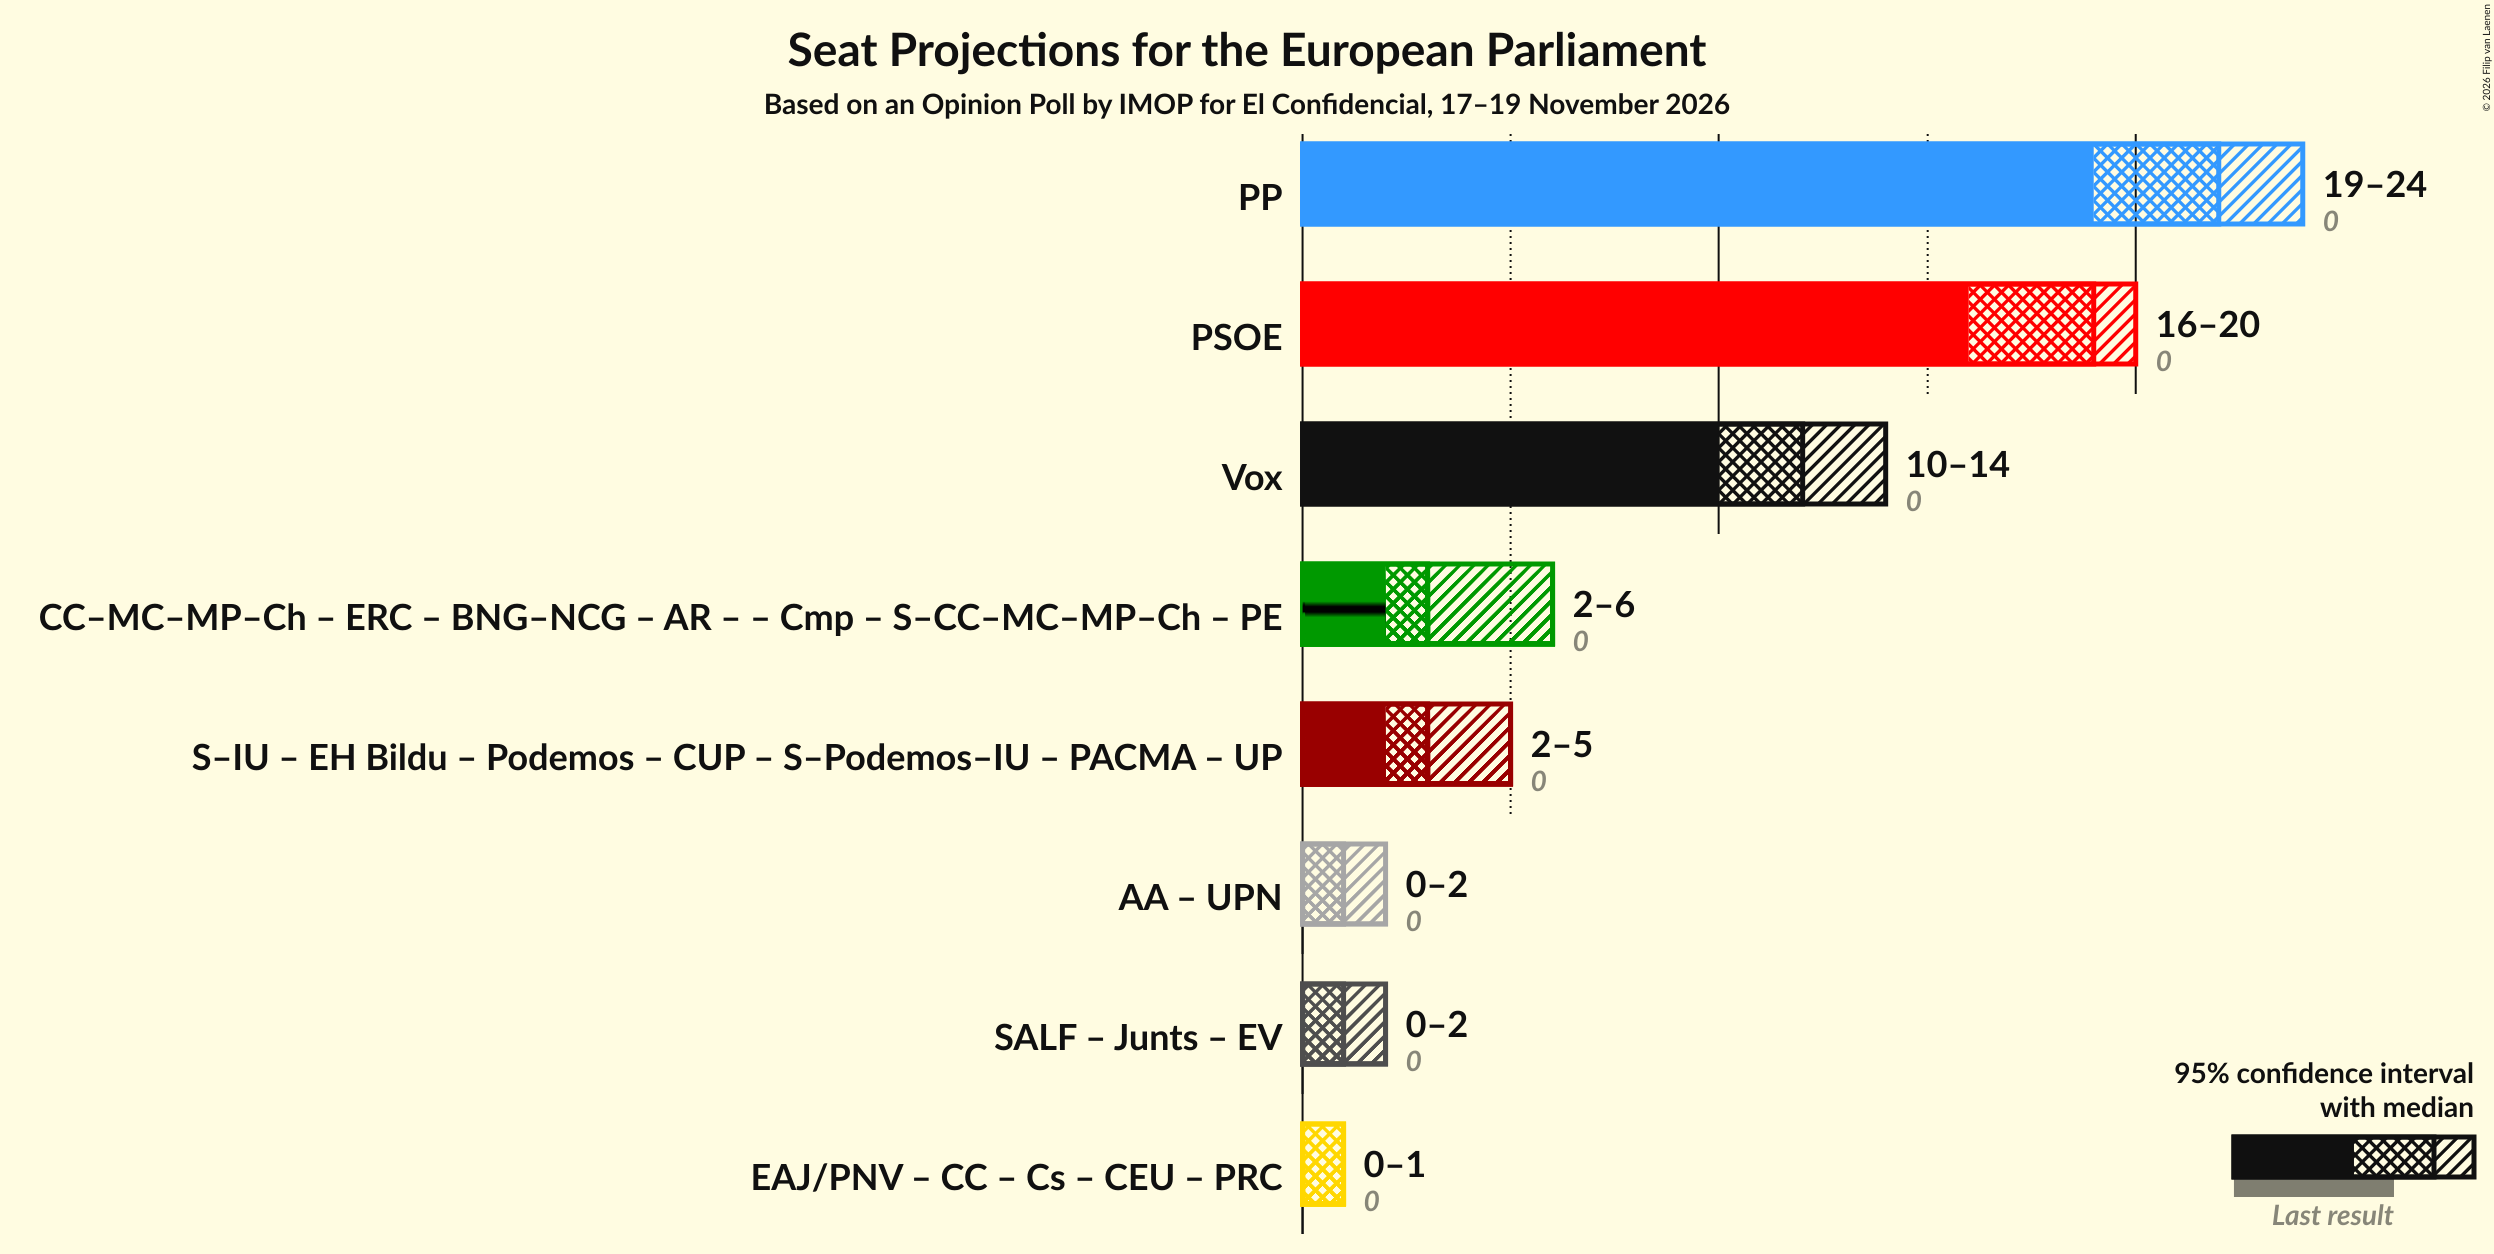 Seat Projections for the European Parliament
Based on an Opinion Poll by IMOP for El Confidencial, 17–19 November 2026
© 2026 Filip van Laenen
PP
19–24
0
PSOE
16–20
0
Vox
10–14
0
CC–MC–MP–Ch – ERC – BNG–NCG – AR – – Cmp – S–CC–MC–MP–Ch – PE
2–6
0
S–IU – EH Bildu – Podemos – CUP – S–Podemos–IU – PACMA – UP
2–5
0
AA – UPN
0–2
0
SALF – Junts – EV
0–2
0
EAJ/PNV – CC – Cs – CEU – PRC
0–1
0
95% confidence interval
with median
Last result